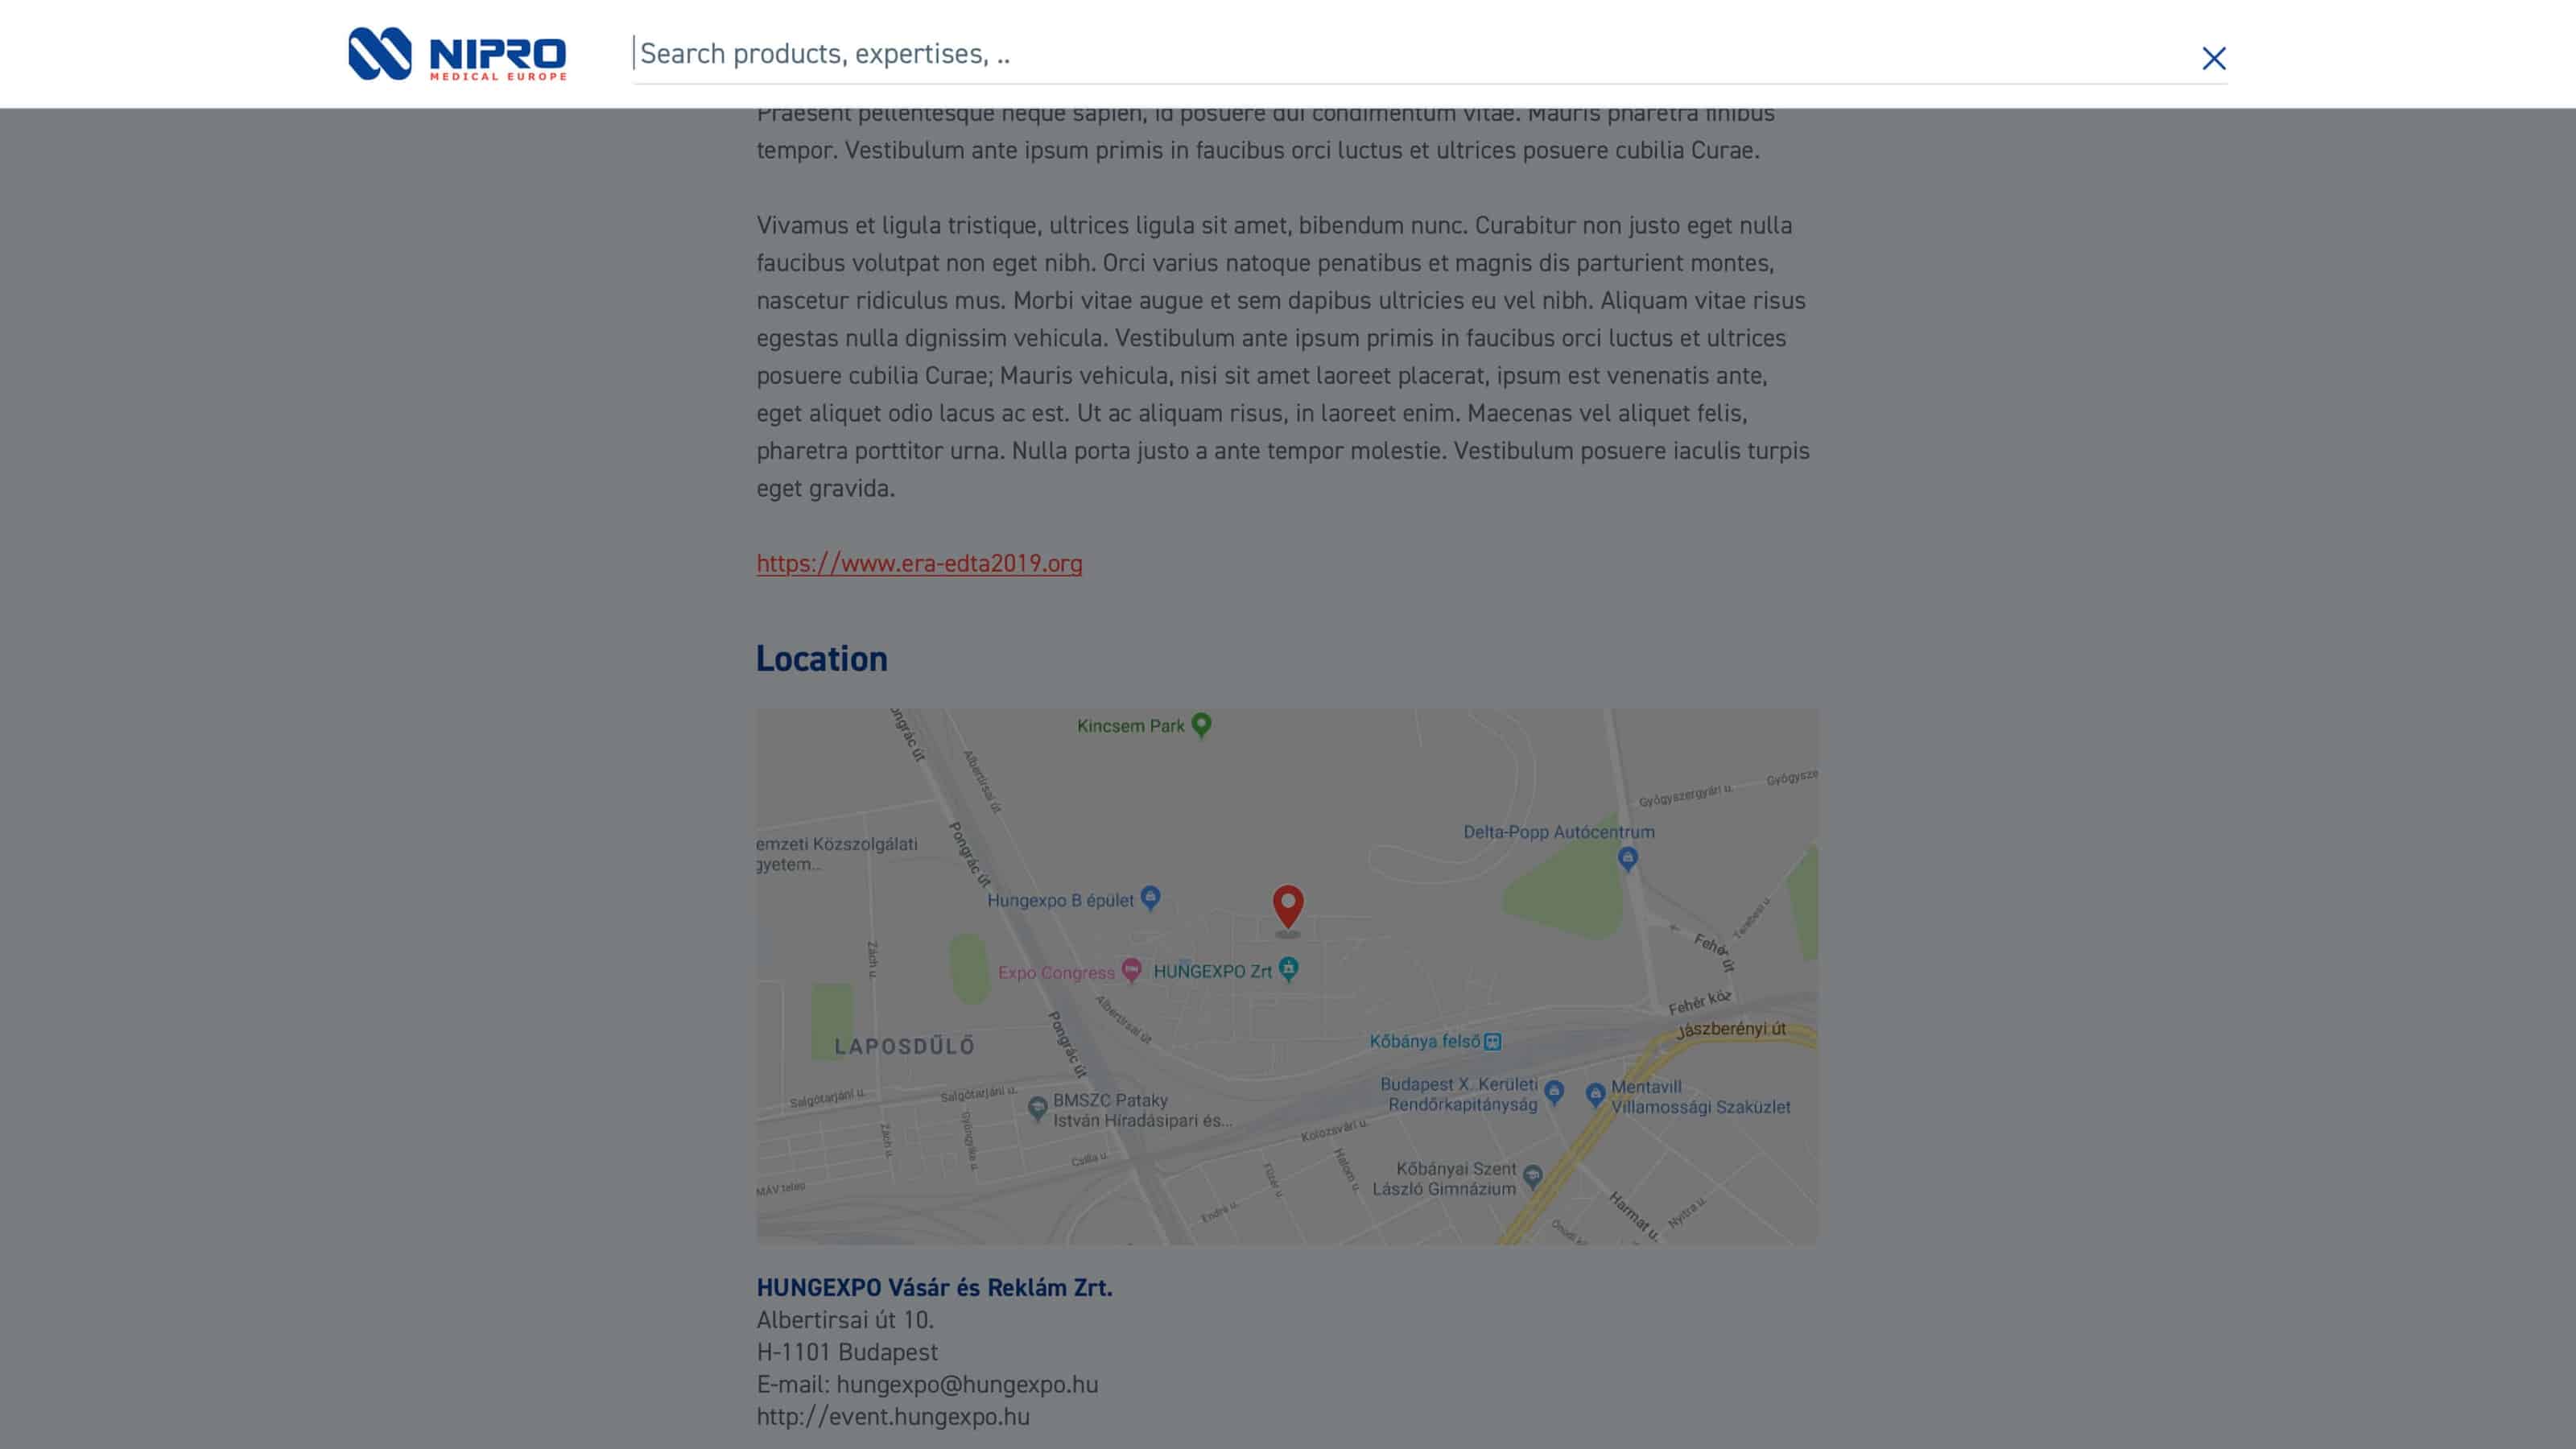 NIPRO
MEDICAL EUROPE
Search products, expertises, ..
Praesent pellentesque neque sapien, id posuere dui condimentum vitae. Mauris pharetra finibus
tempor. Vestibulum ante ipsum primis in faucibus orci luctus et ultrices posuere cubilia Curae.
Vivamus et ligula tristique, ultrices ligula sit amet, bibendum nunc. Curabitur non justo eget nulla
faucibus volutpat non eget nibh. Orci varius natoque penatibus et magnis dis parturient montes,
nascetur ridiculus mus. Morbi vitae augue et sem dapibus ultricies eu vel nibh. Aliquam vitae risus
egestas nulla dignissim vehicula. Vestibulum ante ipsum primis in faucibus orci luctus et ultrices
posuere cubilia Curae; Mauris vehicula, nisi sit amet laoreet placerat, ipsum est venenatis ante,
eget aliquet odio lacus ac est. Ut ac aliquam risus, in laoreet enim. Maecenas vel aliquet felis,
pharetra porttitor urna. Nulla porta justo a ante tempor molestie. Vestibulum posuere iaculis turpis
eget gravida.
https://www.era-edta2019.org
Location
ongrác út
Kincsem Park
Albertirsai út
Gyógysze
Gyógyszergyári u.
Pongrác út
Delta-Popp Autócentrum
emzeti Közszolgálati
gyetem...
Hungexpo B épület
Terebesi u.
Fehér út
Zách u.
Expo Congress
HUNGEXPO Zrt
Albertirsai út
Fehér köz
Jászberényi út
Pongrác út
LAPOSDŰLŐ
Kőbánya felső
Budapest X. Kerületi
Rendőrkapitányság
Mentavill
Villamossági Szaküzlet
Salgótarjáni u.
Salgótarjáni u.
BMSZC Pataky
István Híradásipari és...
Zách u.
Gyöngyike u.
Kolozsvári u.
Csilla u.
Füzér u.
Halom u.
Kőbányai Szent
László Gimnázium
MÁV telep
Endre u.
Harmat u.
Nyitra u.
HUNGEXPO Vásár és Reklám Zrt.
Albertirsai út 10.
H-1101 Budapest
E-mail: hungexpo@hungexpo.hu
http://event.hungexpo.hu